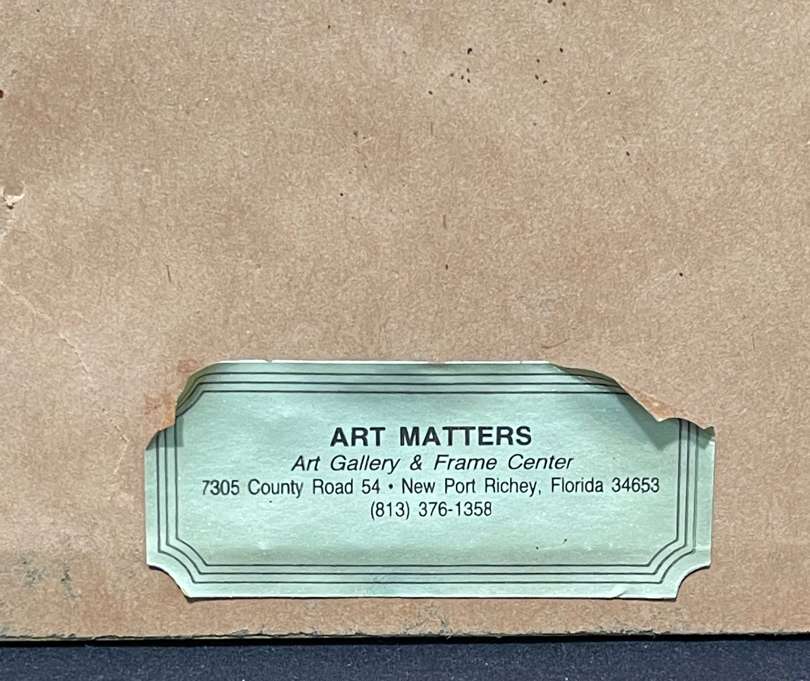 ART MATTERS
Art Gallery & Frame Center
7305 County Road 54 • New Port Richey, Florida 34653
(813) 376-1358